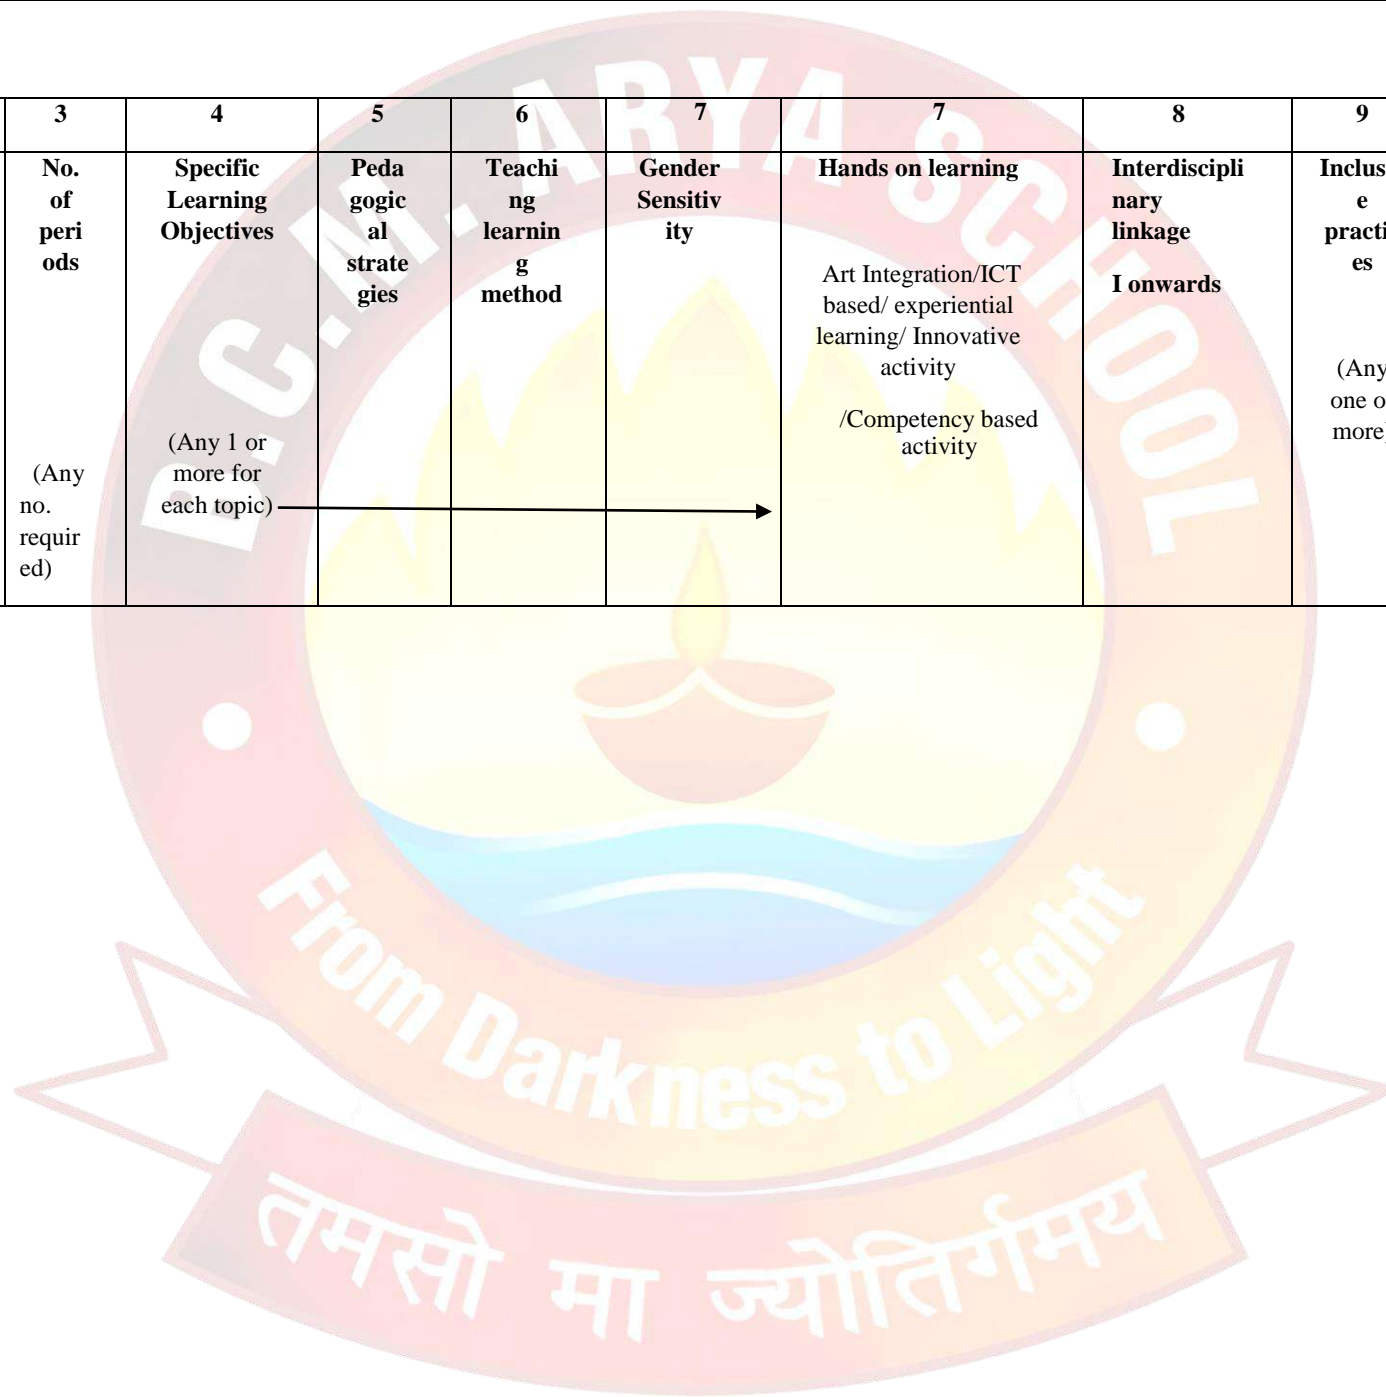 3 4 5 6 7 7 8 9
No.
of
peri
ods
(Any
no.
requir
ed)
Specific
Learning
Objectives
(Any 1 or
more for
each topic)
Peda
gogic
al
strate
gies
Teachi
ng
learnin
g
method
Gender
Sensitiv
ity
Hands on learning
Art Integration/ICT
based/ experiential
learning/ Innovative
activity
/Competency based
activity
Interdiscipli
nary
linkage
I onwards
Inclus
e
practi
es
(Any
one o
more
B.C.M. ARYA SCHOOL
From Darkness to Light
तमसो मा ज्योतिर्गमय